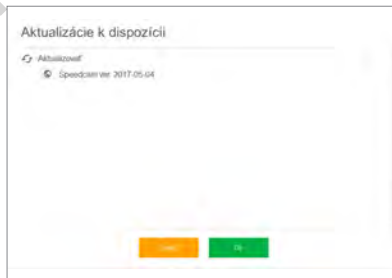 Aktualizácie k dispozícii
Aktualizovať
Speedcam ver. 2017-05-04
Ok